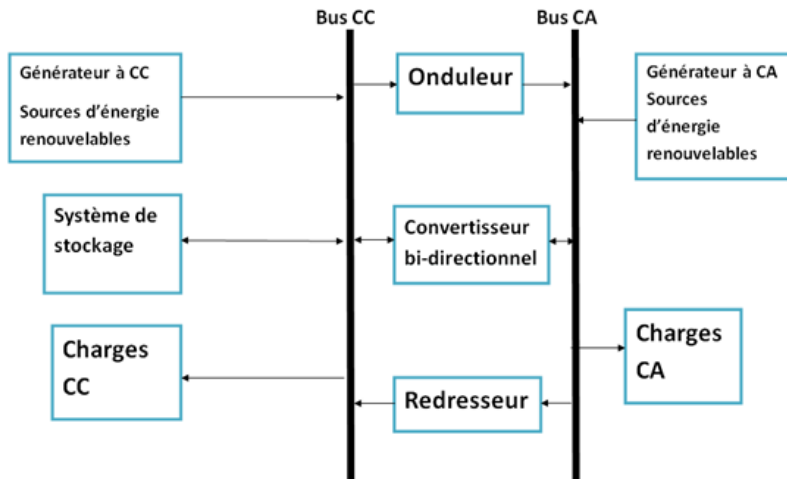 Bus CC
Bus CA
Générateur à CC
Sources d'énergie
renouvelables
Onduleur
Générateur à CA
Sources
d'énergie
renouvelables
Système de
stockage
Convertisseur
bi-directionnel
Charges
CC
Charges
CA
Redresseur